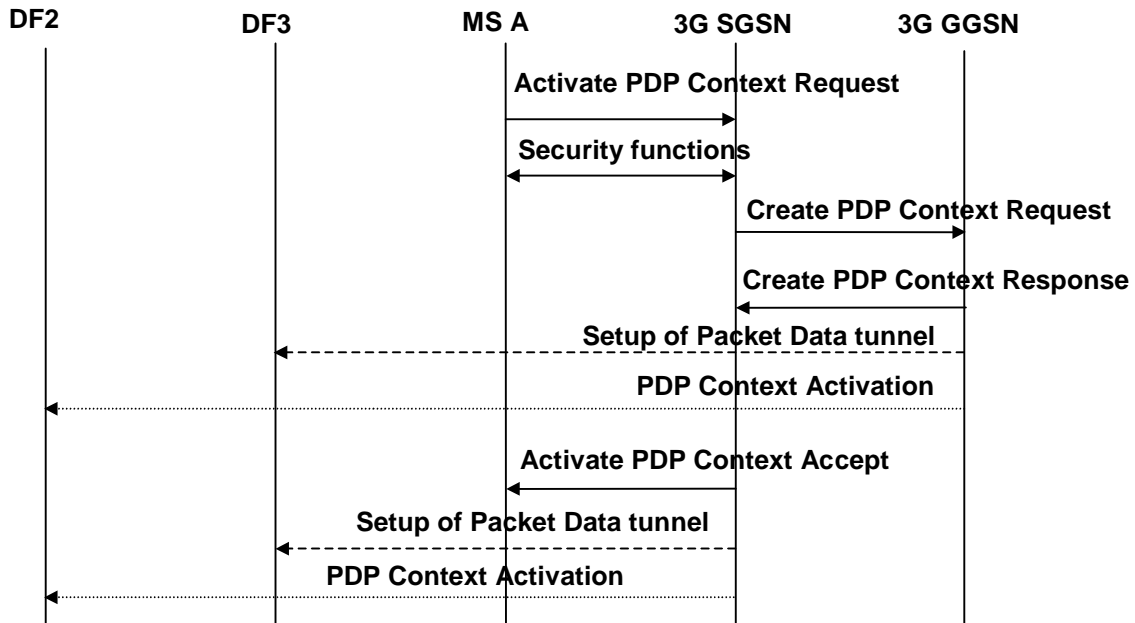 DF2
DF3
MS A
3G SGSN
3G GGSN
Activate PDP Context Request
Security functions
Create PDP Context Request
Create PDP Context Response
Setup of Packet Data tunnel
PDP Context Activation
Activate PDP Context Accept
Setup of Packet Data tunnel
PDP Context Activation